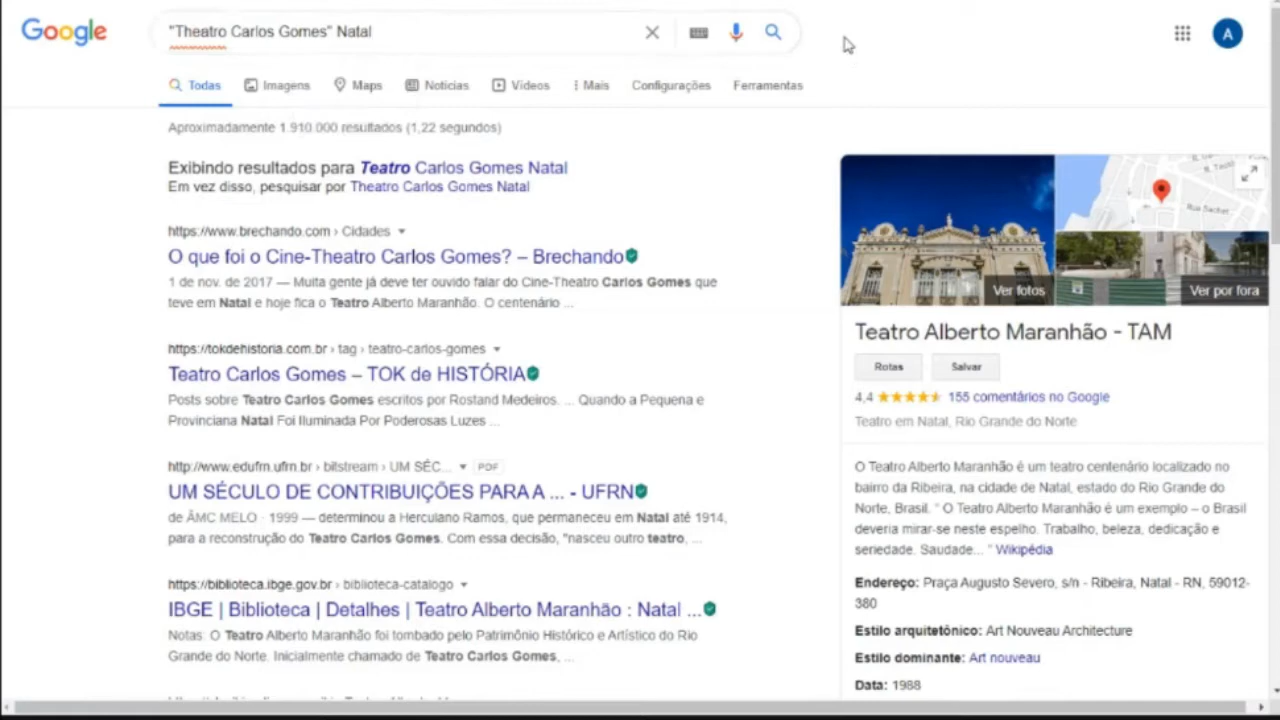 Google
"Theatro Carlos Gomes" Natal
A
Todas Imagens Maps Notícias Vídeos Mais Configurações Ferramentas
Aproximadamente 1.910.000 resultados (1,22 segundos)
Exibindo resultados para Teatro Carlos Gomes Natal
Em vez disso, pesquisar por Theatro Carlos Gomes Natal
https://www.brechando.com › Cidades
O que foi o Cine-Theatro Carlos Gomes? – Brechando
1 de nov. de 2017 — Muita gente já deve ter ouvido falar do Cine-Theatro Carlos Gomes que
teve em Natal e hoje fica o Teatro Alberto Maranhão. O centenário ...
https://tokdehistoria.com.br › tag › teatro-carlos-gomes
Teatro Carlos Gomes – TOK de HISTÓRIA
Posts sobre Teatro Carlos Gomes escritos por Rostand Medeiros. ... Quando a Pequena e
Provinciana Natal Foi Iluminada Por Poderosas Luzes ...
http://www.edufrn.ufrn.br › bitstream › UM SÉC... PDF
UM SÉCULO DE CONTRIBUIÇÕES PARA A ... - UFRN
de ÂMC MELO · 1999 — determinou a Herculano Ramos, que permaneceu em Natal até 1914,
para a reconstrução do Teatro Carlos Gomes. Com essa decisão, "nasceu outro teatro, ...
https://biblioteca.ibge.gov.br › biblioteca-catalogo
IBGE | Biblioteca | Detalhes | Teatro Alberto Maranhão : Natal ...
Notas: O Teatro Alberto Maranhão foi tombado pelo Patrimônio Histórico e Artístico do Rio
Grande do Norte. Inicialmente chamado de Teatro Carlos Gomes, ...
Rua Sachet
Ver fotos
Ver por fora
Teatro Alberto Maranhão - TAM
Rotas Salvar
4,4 155 comentários no Google
Teatro em Natal, Rio Grande do Norte
O Teatro Alberto Maranhão é um teatro centenário localizado no
bairro da Ribeira, na cidade de Natal, estado do Rio Grande do
Norte, Brasil. " O Teatro Alberto Maranhão é um exemplo – o Brasil
deveria mirar-se neste espelho. Trabalho, beleza, dedicação e
seriedade. Saudade... " Wikipédia
Endereço: Praça Augusto Severo, s/n - Ribeira, Natal - RN, 59012-
380
Estilo arquitetônico: Art Nouveau Architecture
Estilo dominante: Art nouveau
Data: 1988